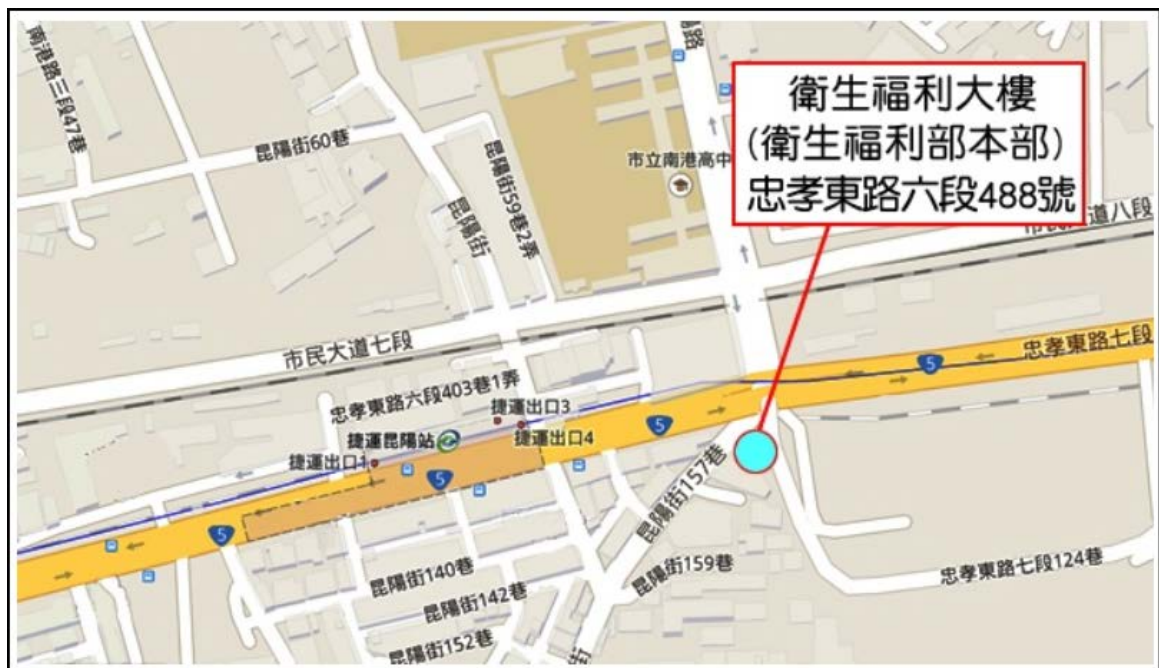 南港路三段47巷
昆陽街60巷
昆陽街59巷2弄
昆陽街
市立南港高中
陽路
衛生福利大樓
(衛生福利部本部)
忠孝東路六段488號
市民大道八段
市民大道七段
忠孝東路七段
5
忠孝東路六段403巷1弄
捷運出口3
捷運出口4
捷運昆陽站
捷運出口1
5
5
5
昆陽街157巷
昆陽街159巷
忠孝東路七段124巷
昆陽街140巷
昆陽街142巷
昆陽街152巷
街